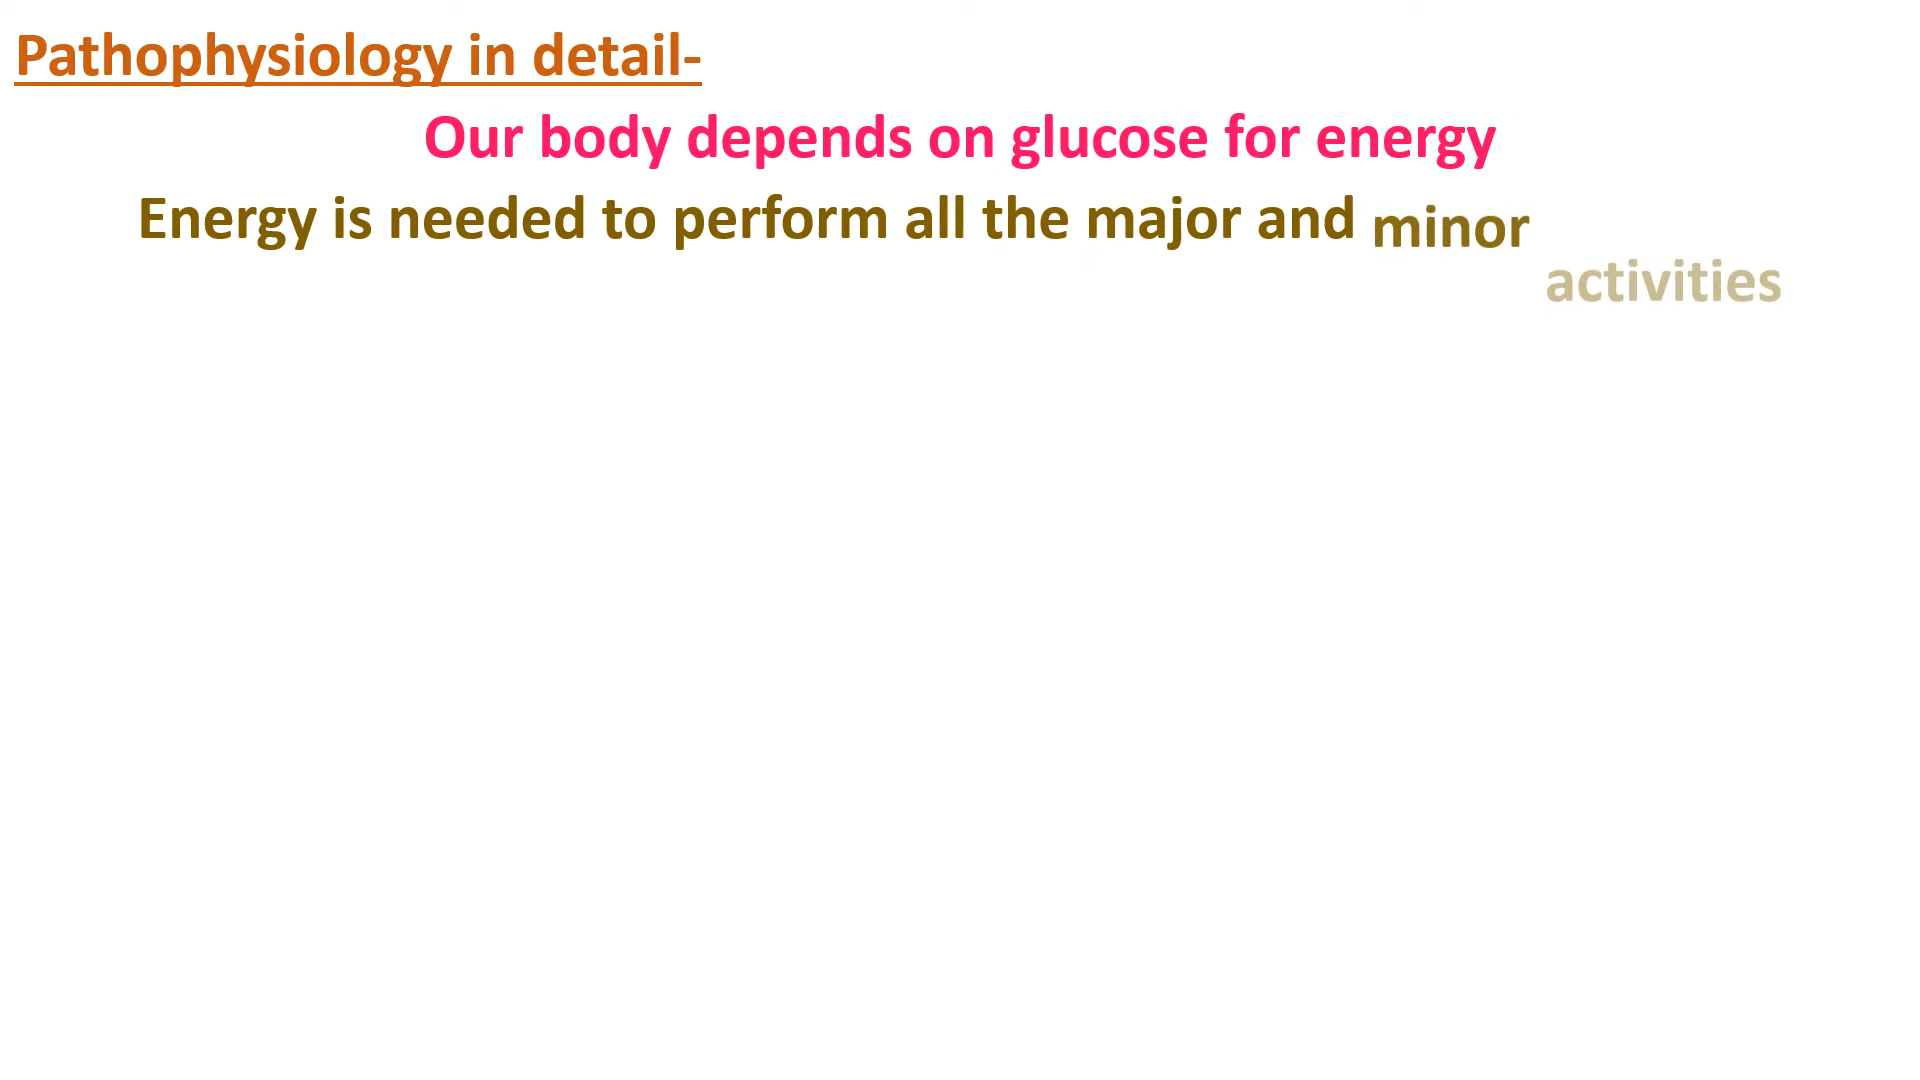 Pathophysiology in detail-
Our body depends on glucose for energy
Energy is needed to perform all the major and minor activities